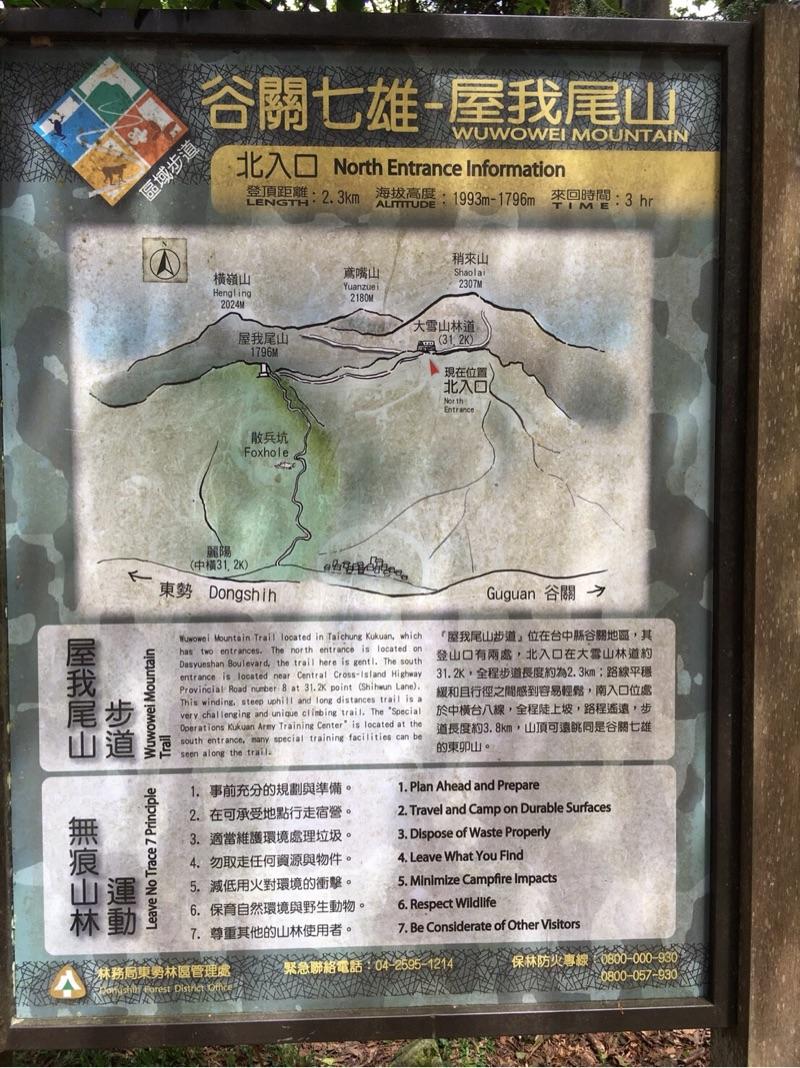 谷關七雄-屋我尾山
WUWOWEI MOUNTAIN
區域步道
北入口 North Entrance Information
登頂距離：2.3km 海拔高度：1993m-1796m 來回時間：3 hr
LENGTH ALTITUDE TIME
N
稍來山
Shaolai
2307M
鳶嘴山
Yuanzuei
2180M
橫嶺山
Hengling
2024M
大雪山林道
(31.2K)
屋我尾山
1796M
現在位置
北入口
North
Entrance
散兵坑
Foxhole
麗陽
(中橫31.2K)
東勢 Dongshih
Guguan 谷關
屋我尾山
步道
Wuwowei Mountain
Trail
Wuwowei Mountain Trail located in Taichung Kukuan, which
has two entrances. The north entrance is located on
Dasyueshan Boulevard, the trail here is gentl. The south
entrance is located near Central Cross-Island Highway
Provincial Road number 8 at 31.2K point (Shihwun Lane).
This winding, steep uphill and long distances trail is a
very challenging and unique climbing trail. The "Special
Operations Kukuan Army Training Center" is located at the
south entrance, many special training facilities can be
seen along the trail.
『屋我尾山步道』位在台中縣谷關地區，其
登山口有兩處，北入口在大雪山林道約
31.2K，全程步道長度約為2.3km；路線平穩
緩和且行徑之間感到容易輕鬆，南入口位處
於中橫台八線，全程陡上坡，路程遙遠，步
道長度約3.8km，山頂可遠眺同是谷關七雄
的東卯山。
無痕山林
運動
Leave No Trace 7 Principle
1. 事前充分的規劃與準備。
2. 在可承受地點行走宿營。
3. 適當維護環境處理垃圾。
4. 勿取走任何資源與物件。
5. 減低用火對環境的衝擊。
6. 保育自然環境與野生動物。
7. 尊重其他的山林使用者。
1. Plan Ahead and Prepare
2. Travel and Camp on Durable Surfaces
3. Dispose of Waste Properly
4. Leave What You Find
5. Minimize Campfire Impacts
6. Respect Wildlife
7. Be Considerate of Other Visitors
林務局東勢林區管理處
Dongshih Forest District Office
緊急聯絡電話：04-2595-1214
保林防火專線：0800-000-930
0800-057-930